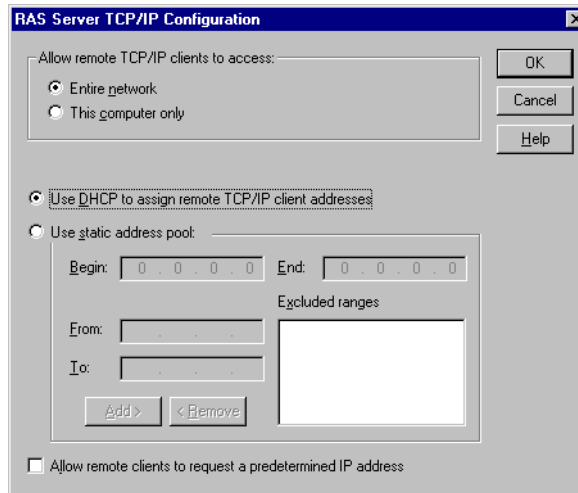 RAS Server TCP/IP Configuration
Allow remote TCP/IP clients to access:
Entire network
This computer only
OK
Cancel
Help
Use DHCP to assign remote TCP/IP client addresses
Use static address pool:
Begin: 0 . 0 . 0 . 0 End: 0 . 0 . 0 . 0
Excluded ranges
From: . . .
To: . . .
Add > < Remove
Allow remote clients to request a predetermined IP address